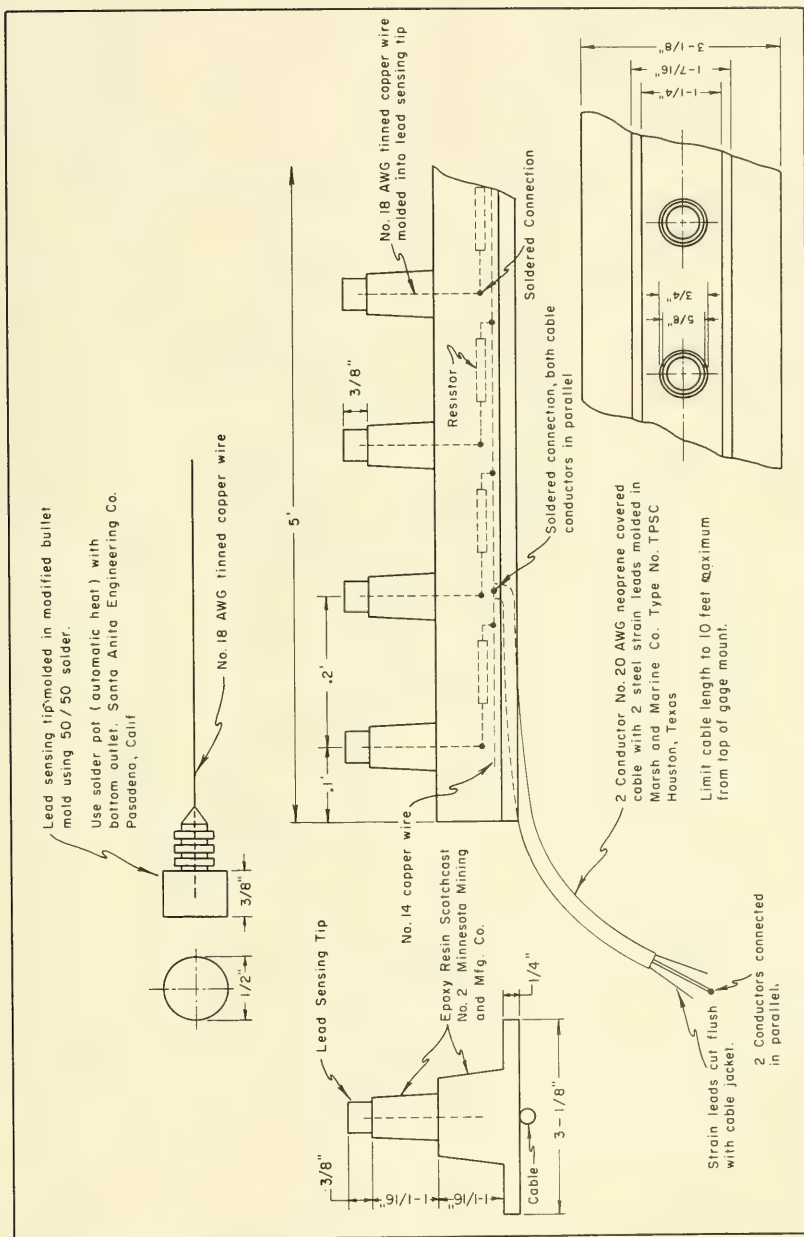 Lead sensing tip molded in modified bullet
mold using 50/50 solder.
Use solder pot (automatic heat) with
bottom outlet. Santa Anita Engineering Co.
Pasadena, Calif
No. 18 AWG tinned copper wire
1/2"
3/8"
5'
.1'
.2'
3/8"
Resistor
No. 18 AWG tinned copper wire
molded into lead sensing tip
Soldered Connection
Soldered connection, both cable
conductors in parallel
No. 14 copper wire
Lead Sensing Tip
Epoxy Resin Scotchcast
No. 2 Minnesota Mining
and Mfg. Co.
3/8"
1-1/16"
1-1/16"
1/4"
Cable
3-1/8"
2 Conductor No. 20 AWG neoprene covered
cable with 2 steel strain leads molded in
Marsh and Marine Co. Type No. TPSC
Houston, Texas
Limit cable length to 10 feet maximum
from top of gage mount.
Strain leads cut flush
with cable jacket.
2 Conductors connected
in parallel.
5/8"
3/4"
1-1/4"
1-7/16"
3-1/8"